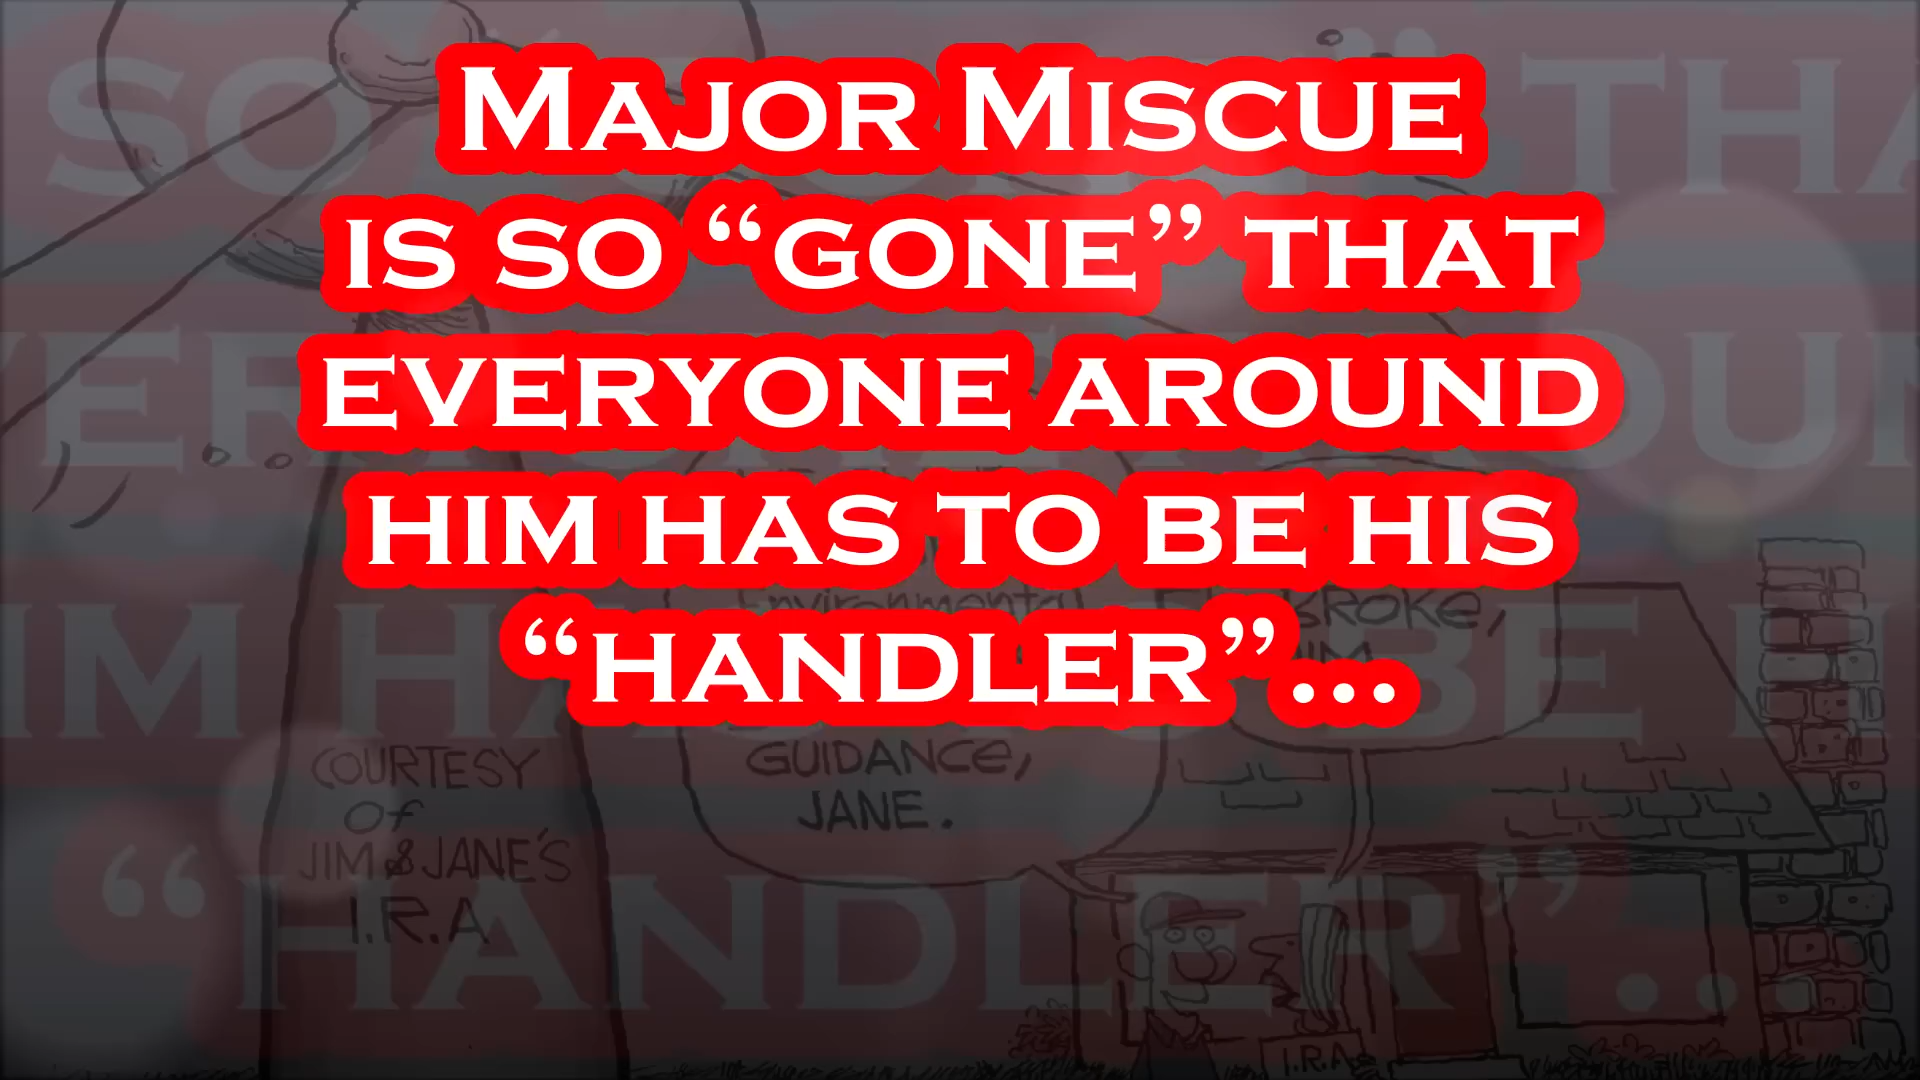 MAJOR MISCUE
IS SO “GONE” THAT
EVERYONE AROUND
HIM HAS TO BE HIS
“HANDLER”...
Environmental
BROKE,
JIM
GUIDANCE,
JANE.
COURTESY
Of
JIM & JANE'S
I.R.A
I.R.A